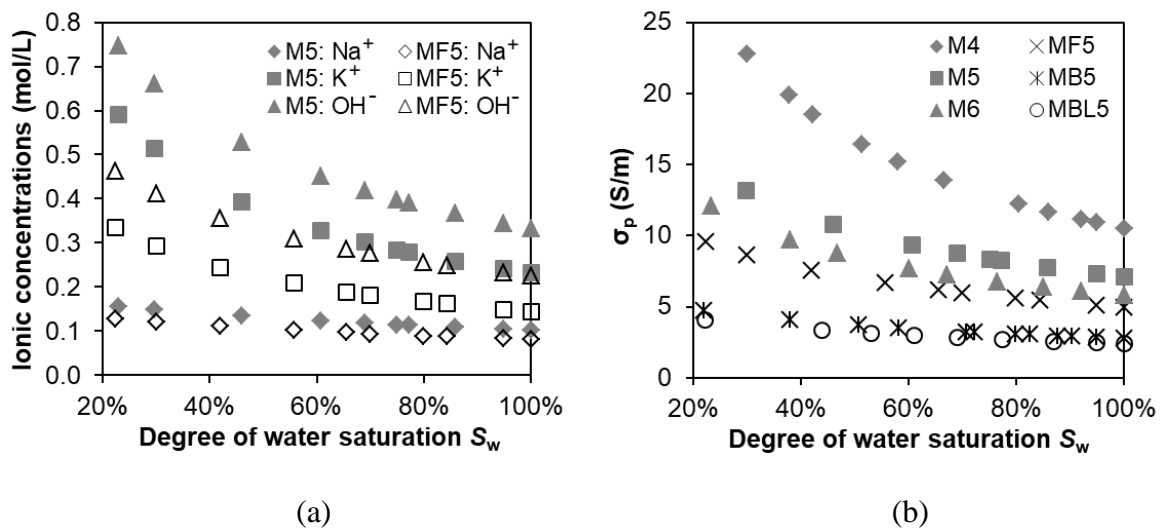 Ionic concentrations (mol/L)
0.8
0.7
0.6
0.5
0.4
0.3
0.2
0.1
0.0
M5: Na⁺
MF5: Na⁺
M5: K⁺
MF5: K⁺
M5: OH⁻
MF5: OH⁻
20% 40% 60% 80% 100%
Degree of water saturation Sw
(a)
σp (S/m)
25
20
15
10
5
0
M4
MF5
M5
MB5
M6
MBL5
20% 40% 60% 80% 100%
Degree of water saturation Sw
(b)